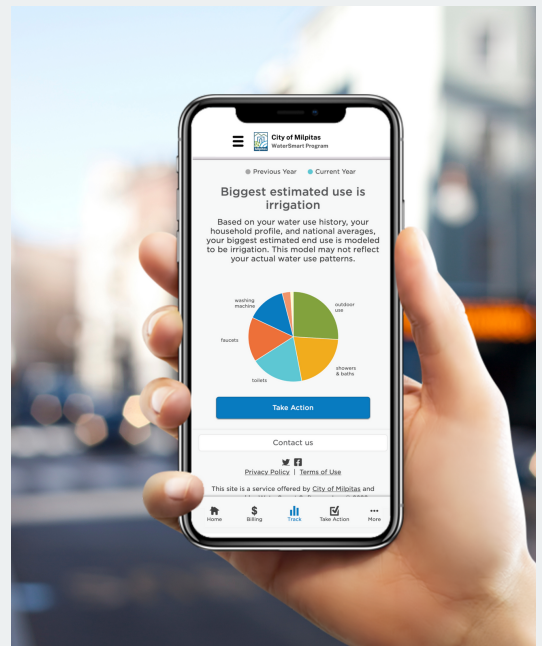 City of Milpitas
WaterSmart Program
Previous Year Current Year
Biggest estimated use is
irrigation
Based on your water use history, your
household profile, and national averages,
your biggest estimated end use is modeled
to be irrigation. This model may not reflect
your actual water use patterns.
washing
machine
outdoor
use
faucets
showers
& baths
toilets
Take Action
Contact us
Privacy Policy | Terms of Use
This site is a service offered by City of Milpitas and
Home
Billing
Track
Take Action
More